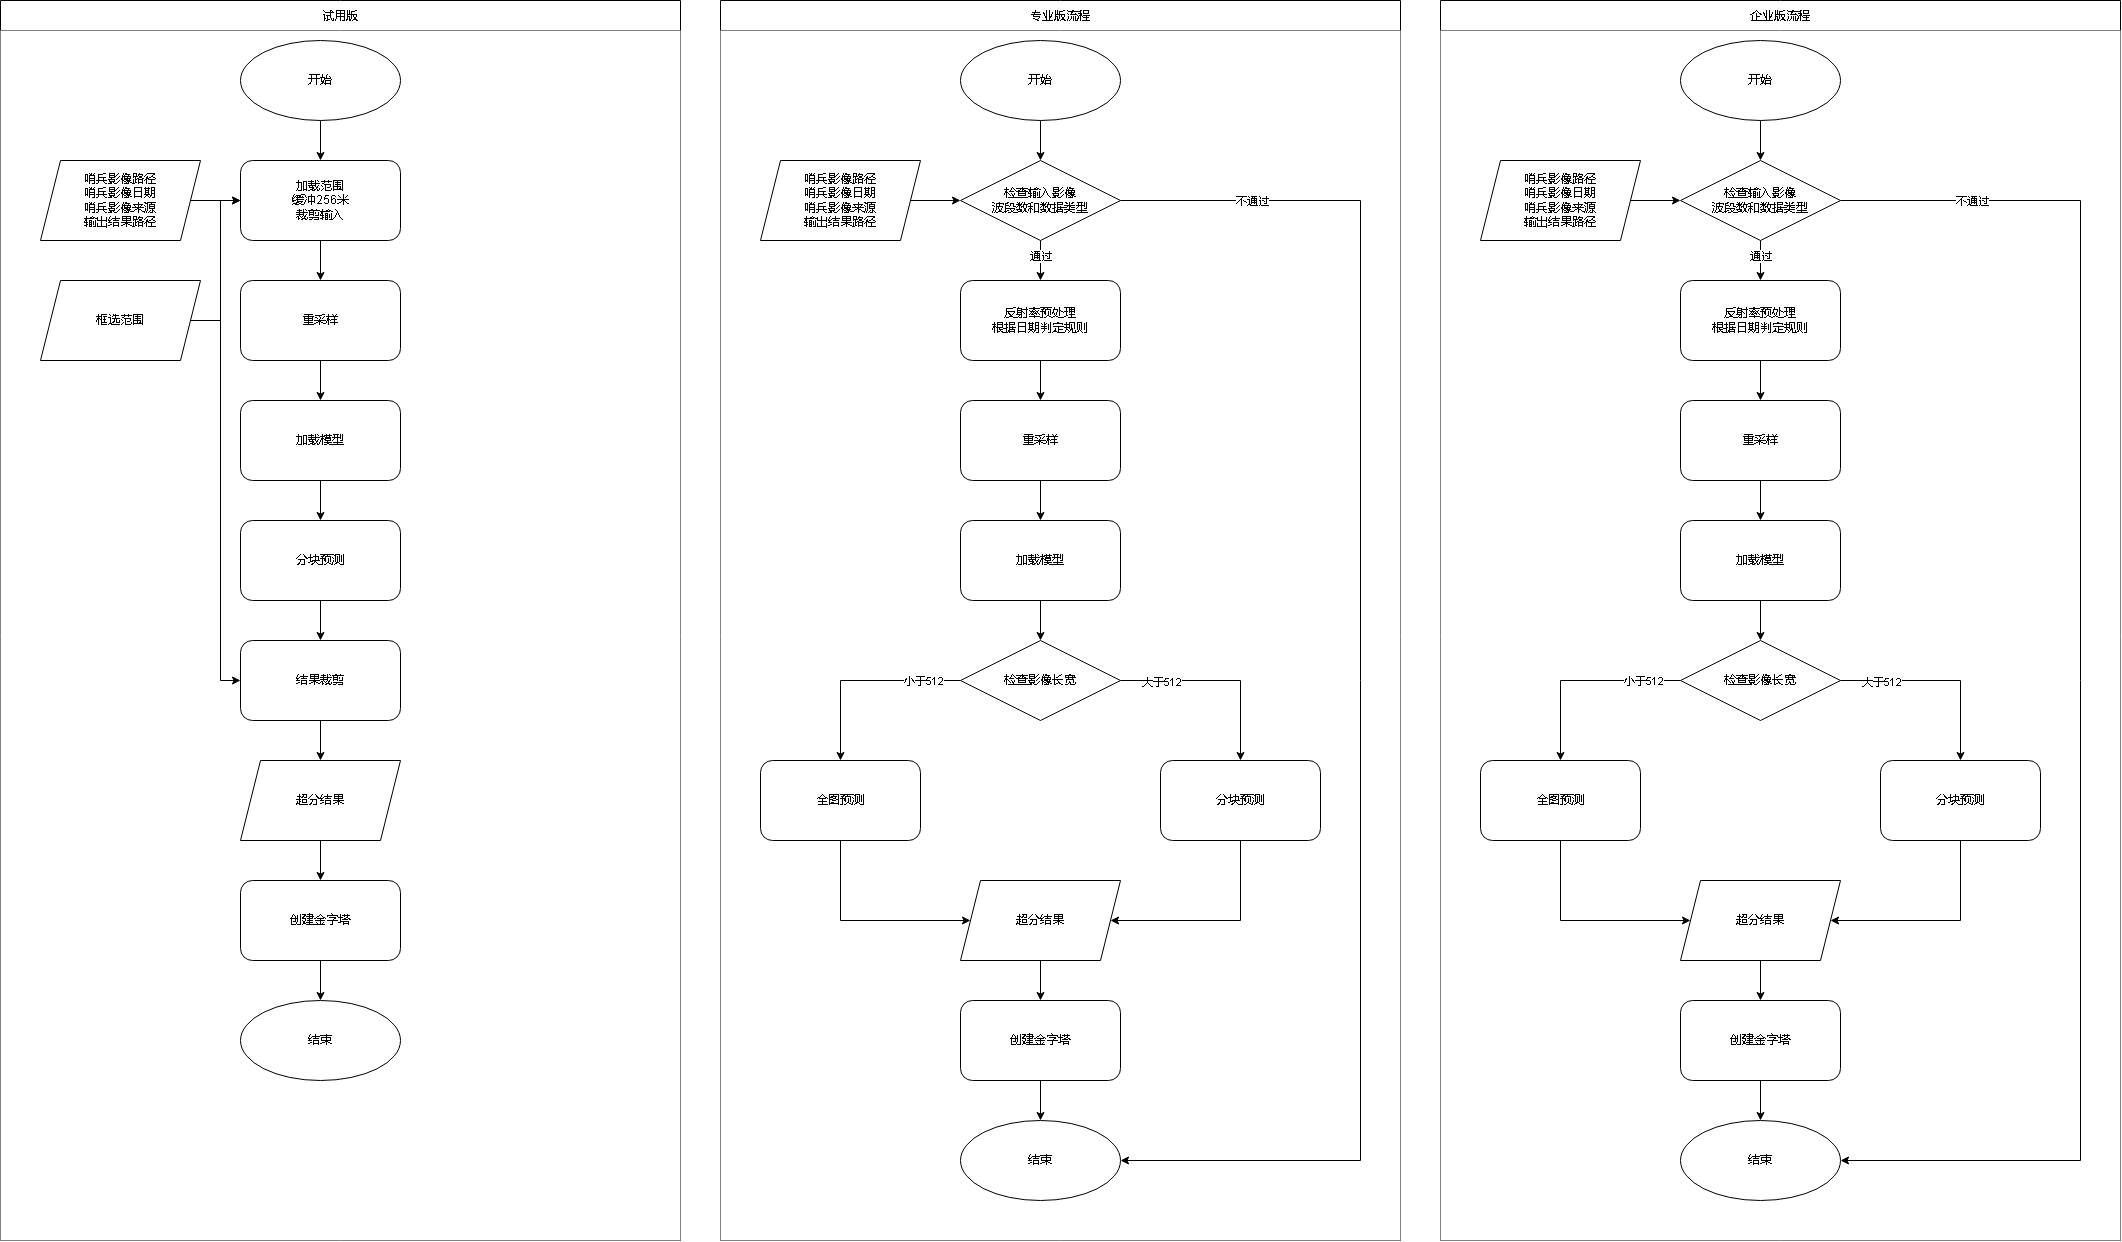 试用版
开始
哨兵影像路径
哨兵影像日期
哨兵影像来源
输出结果路径
加载范围
缓冲256米
裁剪输入
框选范围
重采样
加载模型
分块预测
结果裁剪
超分结果
创建金字塔
结束
专业版流程
开始
哨兵影像路径
哨兵影像日期
哨兵影像来源
输出结果路径
检查输入影像
波段数和数据类型
不通过
通过
反射率预处理
根据日期判定规则
重采样
加载模型
小于512
检查影像长宽
大于512
全图预测
分块预测
超分结果
创建金字塔
结束
企业版流程
开始
哨兵影像路径
哨兵影像日期
哨兵影像来源
输出结果路径
检查输入影像
波段数和数据类型
不通过
通过
反射率预处理
根据日期判定规则
重采样
加载模型
小于512
检查影像长宽
大于512
全图预测
分块预测
超分结果
创建金字塔
结束